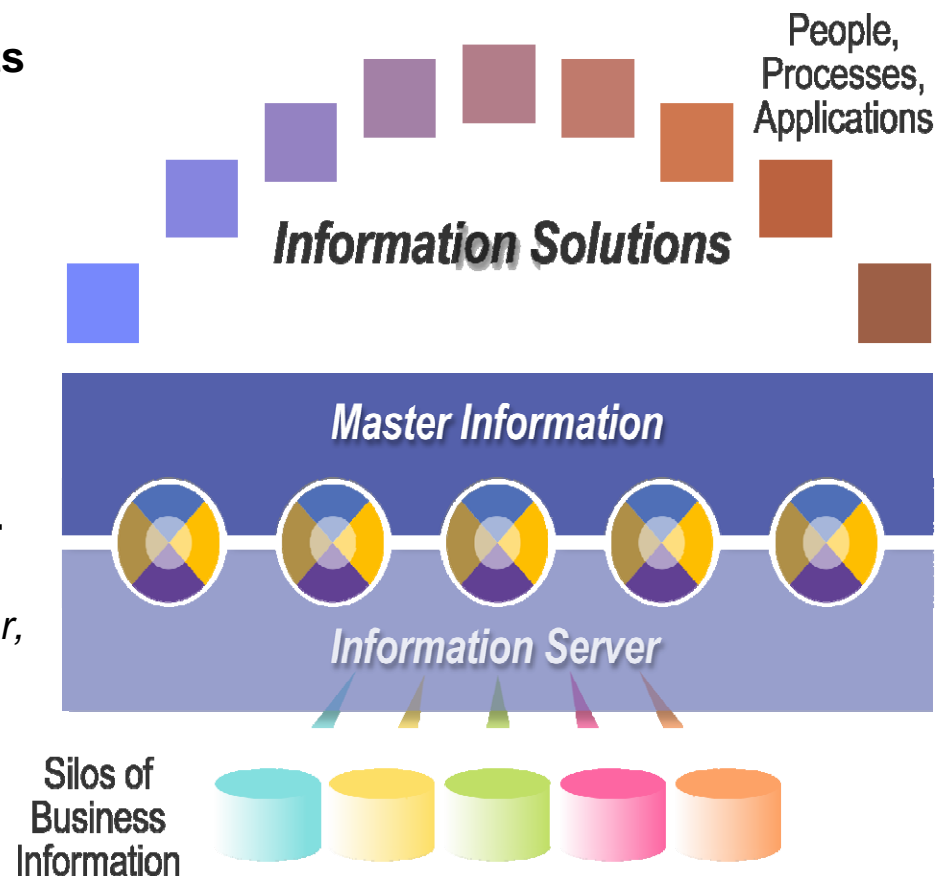 People,
Processes,
Applications
Information Solutions
Master Information
Information Server
Silos of
Business
Information